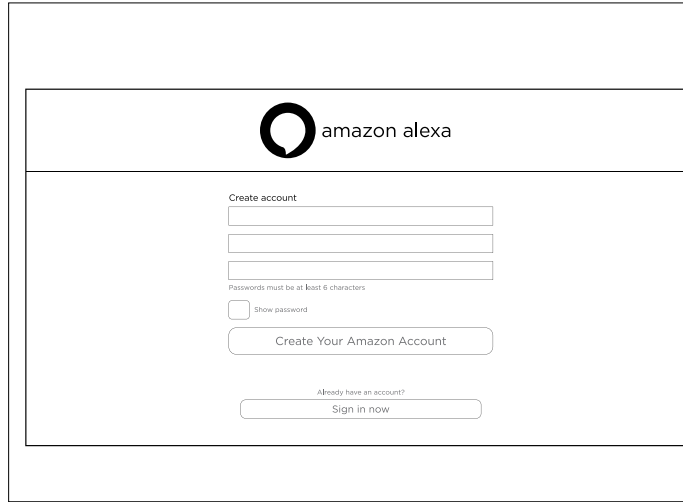 amazon alexa
Create account
Passwords must be at least 6 characters
Show password
Create Your Amazon Account
Already have an account?
Sign in now